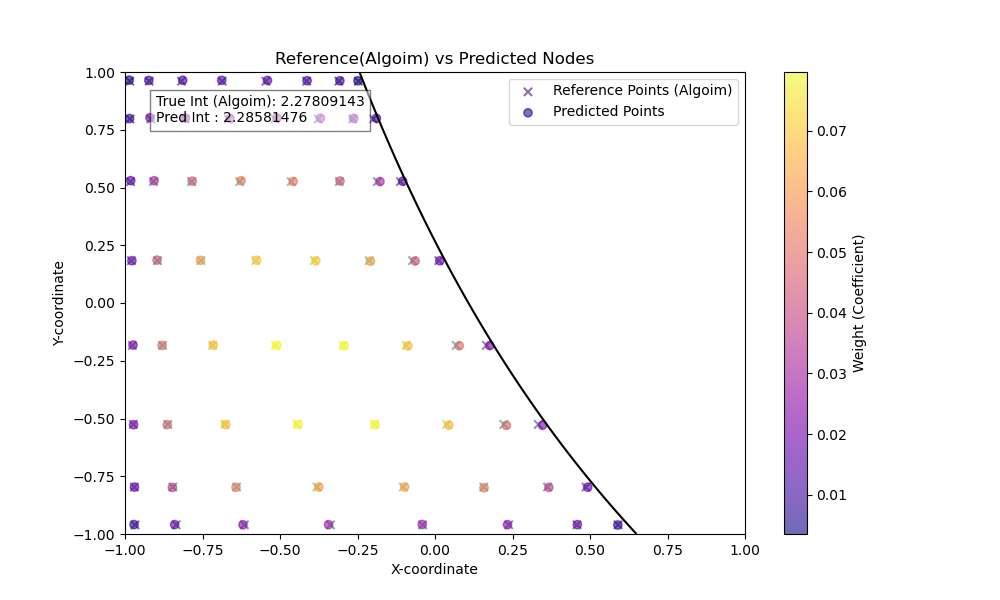 Reference(Algoim) vs Predicted Nodes
True Int (Algoim): 2.27809143
Pred Int : 2.28581476
Reference Points (Algoim)
Predicted Points
Y-coordinate
1.00
0.75
0.50
0.25
0.00
−0.25
−0.50
−0.75
−1.00
−1.00 −0.75 −0.50 −0.25 0.00 0.25 0.50 0.75 1.00
X-coordinate
0.07
0.06
0.05
0.04
0.03
0.02
0.01
Weight (Coefficient)